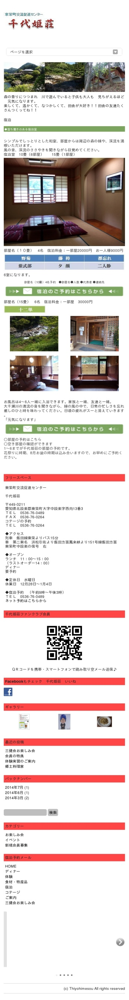 東栄町交流促進センター
千代姫荘
ページを選択
森の香りにつつまれ　川で遊んでいると子供も大人も　見ちがえるほど
元気になります。
楽しくて、温かくて、なつかしくて、田舎が大好き！！田舎の友達たく
さんつくってね！！
宿泊
◆落ち着きのある宿泊室
シンプルでしっとりとした和室、部屋からは周辺の森の緑や、渓流を満
喫いただけます。
風の音、渓流のささやきを聞きながら目覚めてください。
宿泊室　10畳（6部屋）　　15畳（1部屋）
部屋名（１０畳）　4名　宿泊料金：一部屋20000円　お一人様9000円
野菊　藤袴　都忘れ
紫式部　夕顔　二人静
6室になります。
部屋名（10畳）4名予約　●部屋名●人数 ●代表者 ●連絡先
宿泊のご予約はこちらから
部屋名（15畳）　6名　宿泊料金：一部屋　30000円
十二単
お風呂は4～6人一緒に入浴できます。家族と一緒、友達と一緒。
大千瀬川の清流の音を聞きながら、緑の風の中で、日常の忙しさを忘れ
癒しのひと時を味わってください。日頃の疲れがスーと消えていきます
。
「元気になります」
宿泊のご予約はこちらから
○部屋の予約はこちら
○空き部屋の確認ができます
1～6までが千代姫荘の部屋の予約です。
花祭りに時期、8月お盆の時期は込み合いますので、お早めにご予約く
ださい。
フリースペース
東栄町交流促進センター
千代姫荘
〒449-0211
愛知県北設楽郡東栄町大字中設楽字西向13番3
ＴＥＬ　0536-76-0489
ＦＡＸ　0536-76-0264
コテージの予約
ＴＥＬ　0536-76-0264
◆アクセス
列車　飯田線東栄よりバス15分
車　第二東名　浜松引佐より飯田方面鳳来峡より151号線飯田方面
東栄町中設楽の信号　右
◆オープン
ランチ　11：00～15：00
（ラストオーダー14：00）
ディナー
要予約
◆定休日　水曜日
休業日　12月28日～1月4日
◆宿泊予約　（午前9時～午後3時）
ＴＥＬ　0536-76-0489
ネット予約はこちらから
千代姫荘ファンクラブ会員
ＱＲコードを携帯・スマートフォンで読み取り空メール送信♪
Facebookもチェック　千代姫荘　いいね
ギャラリー
最近の投稿
三健会お楽しみ会
会員の特典
体験実習のご案内
郷土料理家
バックナンバー
2014年7月 (1)
2014年6月 (1)
2014年3月 (2)
検索
カテゴリー
お楽しみ会
イベント
新規会員募集
宿泊予約メール
HOME
ディナー
体験
食材・特産品
宿泊
コテージ
ご案内
三健会お楽しみ会
(c) Thiyohimesou All rights reserved